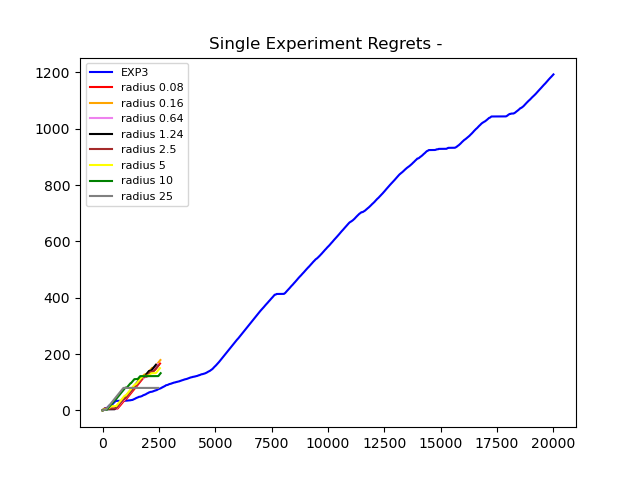 Single Experiment Regrets -
EXP3
radius 0.08
radius 0.16
radius 0.64
radius 1.24
radius 2.5
radius 5
radius 10
radius 25
1200
1000
800
600
400
200
0
0 2500 5000 7500 10000 12500 15000 17500 20000